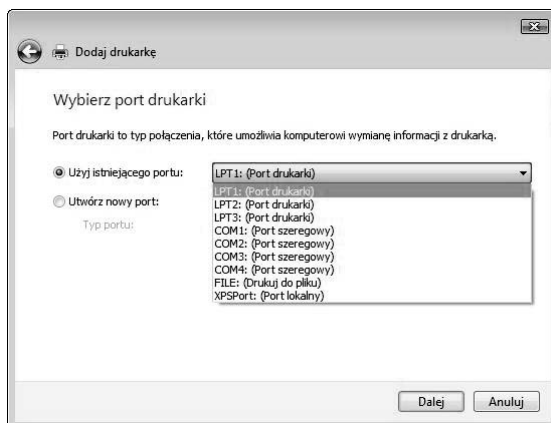 Dodaj drukarkę
Wybierz port drukarki
Port drukarki to typ połączenia, które umożliwia komputerowi wymianę informacji z drukarką.
Użyj istniejącego portu:
LPT1: (Port drukarki)
LPT1: (Port drukarki)
Utwórz nowy port:
LPT2: (Port drukarki)
Typ portu:
LPT3: (Port drukarki)
COM1: (Port szeregowy)
COM2: (Port szeregowy)
COM3: (Port szeregowy)
COM4: (Port szeregowy)
FILE: (Drukuj do pliku)
XPSPort: (Port lokalny)
Dalej
Anuluj